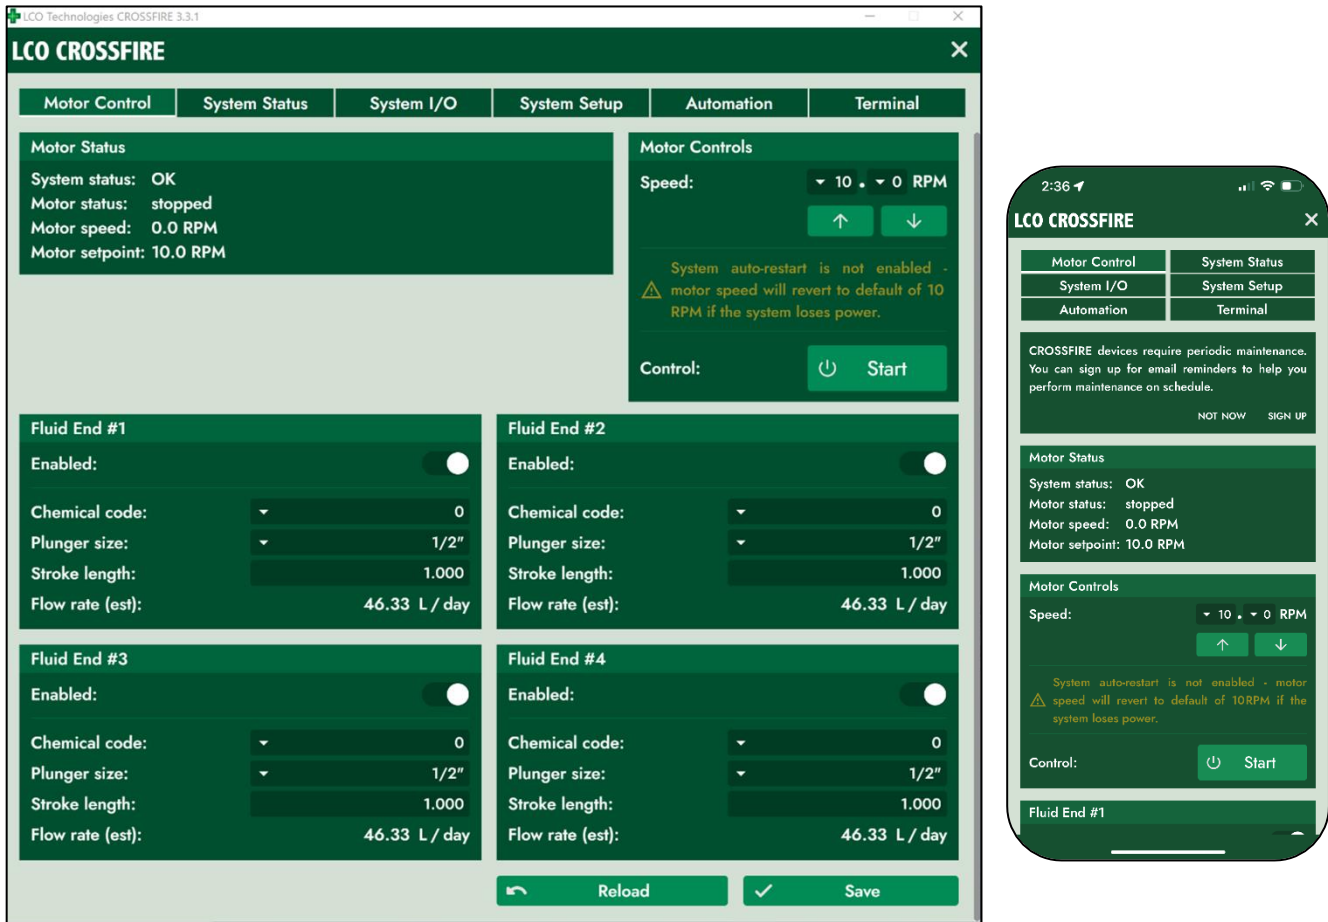 LCO Technologies CROSSFIRE 3.3.1
LCO CROSSFIRE
Motor Control
System Status
System I/O
System Setup
Automation
Terminal
Motor Status
System status: OK
Motor status: stopped
Motor speed: 0.0 RPM
Motor setpoint: 10.0 RPM
Motor Controls
Speed: 10 . 0 RPM
System auto-restart is not enabled -
motor speed will revert to default of 10
RPM if the system loses power.
Control: Start
Fluid End #1
Enabled:
Chemical code: 0
Plunger size: 1/2"
Stroke length: 1.000
Flow rate (est): 46.33 L / day
Fluid End #2
Enabled:
Chemical code: 0
Plunger size: 1/2"
Stroke length: 1.000
Flow rate (est): 46.33 L / day
Fluid End #3
Enabled:
Chemical code: 0
Plunger size: 1/2"
Stroke length: 1.000
Flow rate (est): 46.33 L / day
Fluid End #4
Enabled:
Chemical code: 0
Plunger size: 1/2"
Stroke length: 1.000
Flow rate (est): 46.33 L / day
Reload
Save
2:36
LCO CROSSFIRE
Motor Control
System Status
System I/O
System Setup
Automation
Terminal
CROSSFIRE devices require periodic maintenance.
You can sign up for email reminders to help you
perform maintenance on schedule.
NOT NOW SIGN UP
Motor Status
System status: OK
Motor status: stopped
Motor speed: 0.0 RPM
Motor setpoint: 10.0 RPM
Motor Controls
Speed: 10 . 0 RPM
System auto-restart is not enabled - motor
speed will revert to default of 10RPM if the
system loses power.
Control: Start
Fluid End #1